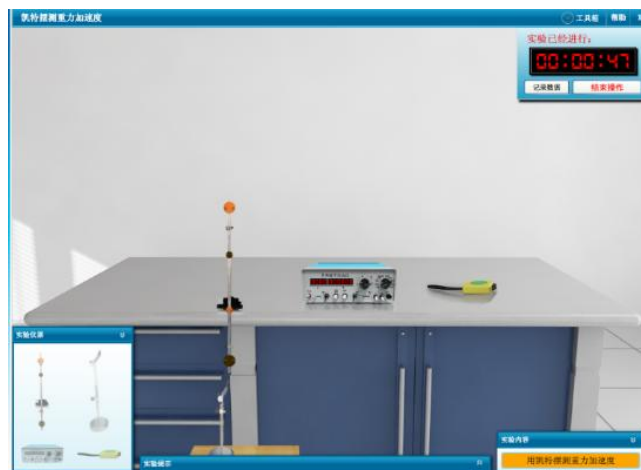 凯特摆测重力加速度
工具框 帮助
实验已经进行：
00:00:47
记录数据 结束操作
实验仪器
实验提示
实验内容
用凯特摆测重力加速度